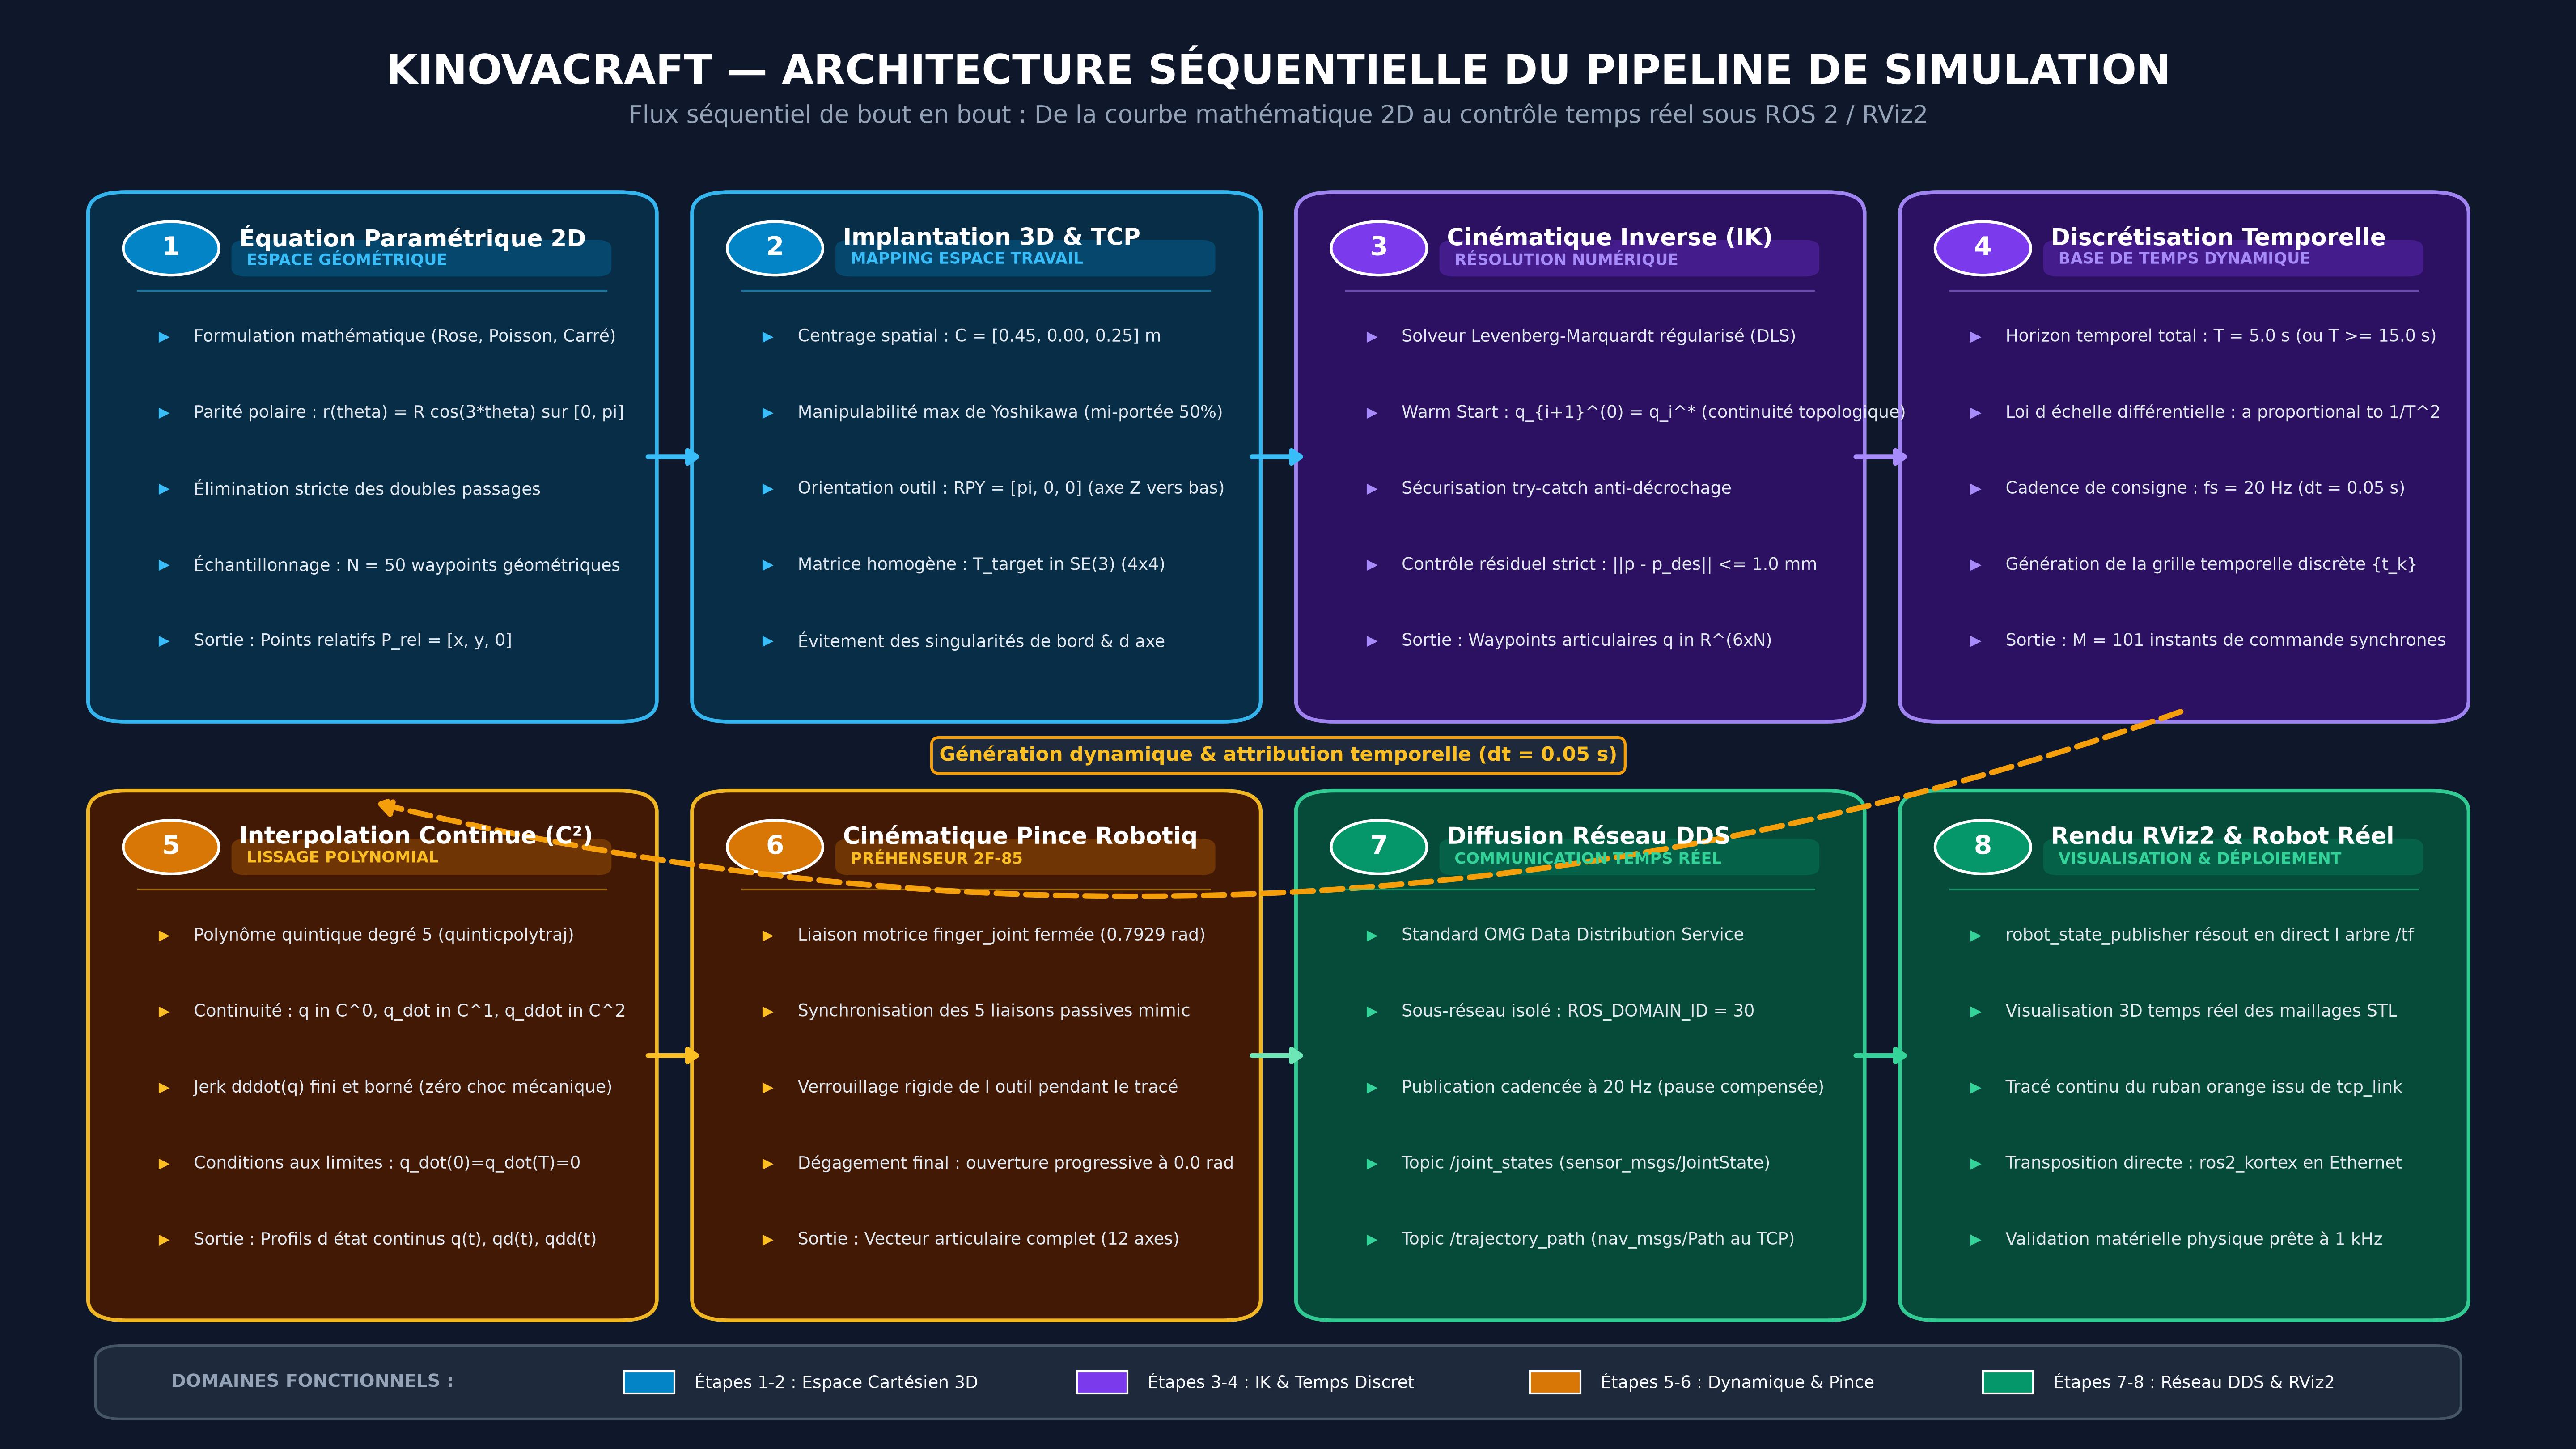 KINOVACRAFT — ARCHITECTURE SÉQUENTIELLE DU PIPELINE DE SIMULATION
Flux séquentiel de bout en bout : De la courbe mathématique 2D au contrôle temps réel sous ROS 2 / RViz2
1
Équation Paramétrique 2D
ESPACE GÉOMÉTRIQUE
► Formulation mathématique (Rose, Poisson, Carré)
► Parité polaire : r(theta) = R cos(3*theta) sur [0, pi]
► Élimination stricte des doubles passages
► Échantillonnage : N = 50 waypoints géométriques
► Sortie : Points relatifs P_rel = [x, y, 0]
2
Implantation 3D & TCP
MAPPING ESPACE TRAVAIL
► Centrage spatial : C = [0.45, 0.00, 0.25] m
► Manipulabilité max de Yoshikawa (mi-portée 50%)
► Orientation outil : RPY = [pi, 0, 0] (axe Z vers bas)
► Matrice homogène : T_target in SE(3) (4x4)
► Évitement des singularités de bord & d axe
3
Cinématique Inverse (IK)
RÉSOLUTION NUMÉRIQUE
► Solveur Levenberg-Marquardt régularisé (DLS)
► Warm Start : q_{i+1}^(0) = q_i^* (continuité topologique)
► Sécurisation try-catch anti-décrochage
► Contrôle résiduel strict : ||p - p_des|| <= 1.0 mm
► Sortie : Waypoints articulaires q in R^(6xN)
4
Discrétisation Temporelle
BASE DE TEMPS DYNAMIQUE
► Horizon temporel total : T = 5.0 s (ou T >= 15.0 s)
► Loi d échelle différentielle : a proportional to 1/T^2
► Cadence de consigne : fs = 20 Hz (dt = 0.05 s)
► Génération de la grille temporelle discrète {t_k}
► Sortie : M = 101 instants de commande synchrones
Génération dynamique & attribution temporelle (dt = 0.05 s)
5
Interpolation Continue (C²)
LISSAGE POLYNOMIAL
► Polynôme quintique degré 5 (quinticpolytraj)
► Continuité : q in C^0, q_dot in C^1, q_ddot in C^2
► Jerk dddot(q) fini et borné (zéro choc mécanique)
► Conditions aux limites : q_dot(0)=q_dot(T)=0
► Sortie : Profils d état continus q(t), qd(t), qdd(t)
6
Cinématique Pince Robotiq
PRÉHENSEUR 2F-85
► Liaison motrice finger_joint fermée (0.7929 rad)
► Synchronisation des 5 liaisons passives mimic
► Verrouillage rigide de l outil pendant le tracé
► Dégagement final : ouverture progressive à 0.0 rad
► Sortie : Vecteur articulaire complet (12 axes)
7
Diffusion Réseau DDS
COMMUNICATION TEMPS RÉEL
► Standard OMG Data Distribution Service
► Sous-réseau isolé : ROS_DOMAIN_ID = 30
► Publication cadencée à 20 Hz (pause compensée)
► Topic /joint_states (sensor_msgs/JointState)
► Topic /trajectory_path (nav_msgs/Path au TCP)
8
Rendu RViz2 & Robot Réel
VISUALISATION & DÉPLOIEMENT
► robot_state_publisher résout en direct l arbre /tf
► Visualisation 3D temps réel des maillages STL
► Tracé continu du ruban orange issu de tcp_link
► Transposition directe : ros2_kortex en Ethernet
► Validation matérielle physique prête à 1 kHz
DOMAINES FONCTIONNELS :
Étapes 1-2 : Espace Cartésien 3D
Étapes 3-4 : IK & Temps Discret
Étapes 5-6 : Dynamique & Pince
Étapes 7-8 : Réseau DDS & RViz2